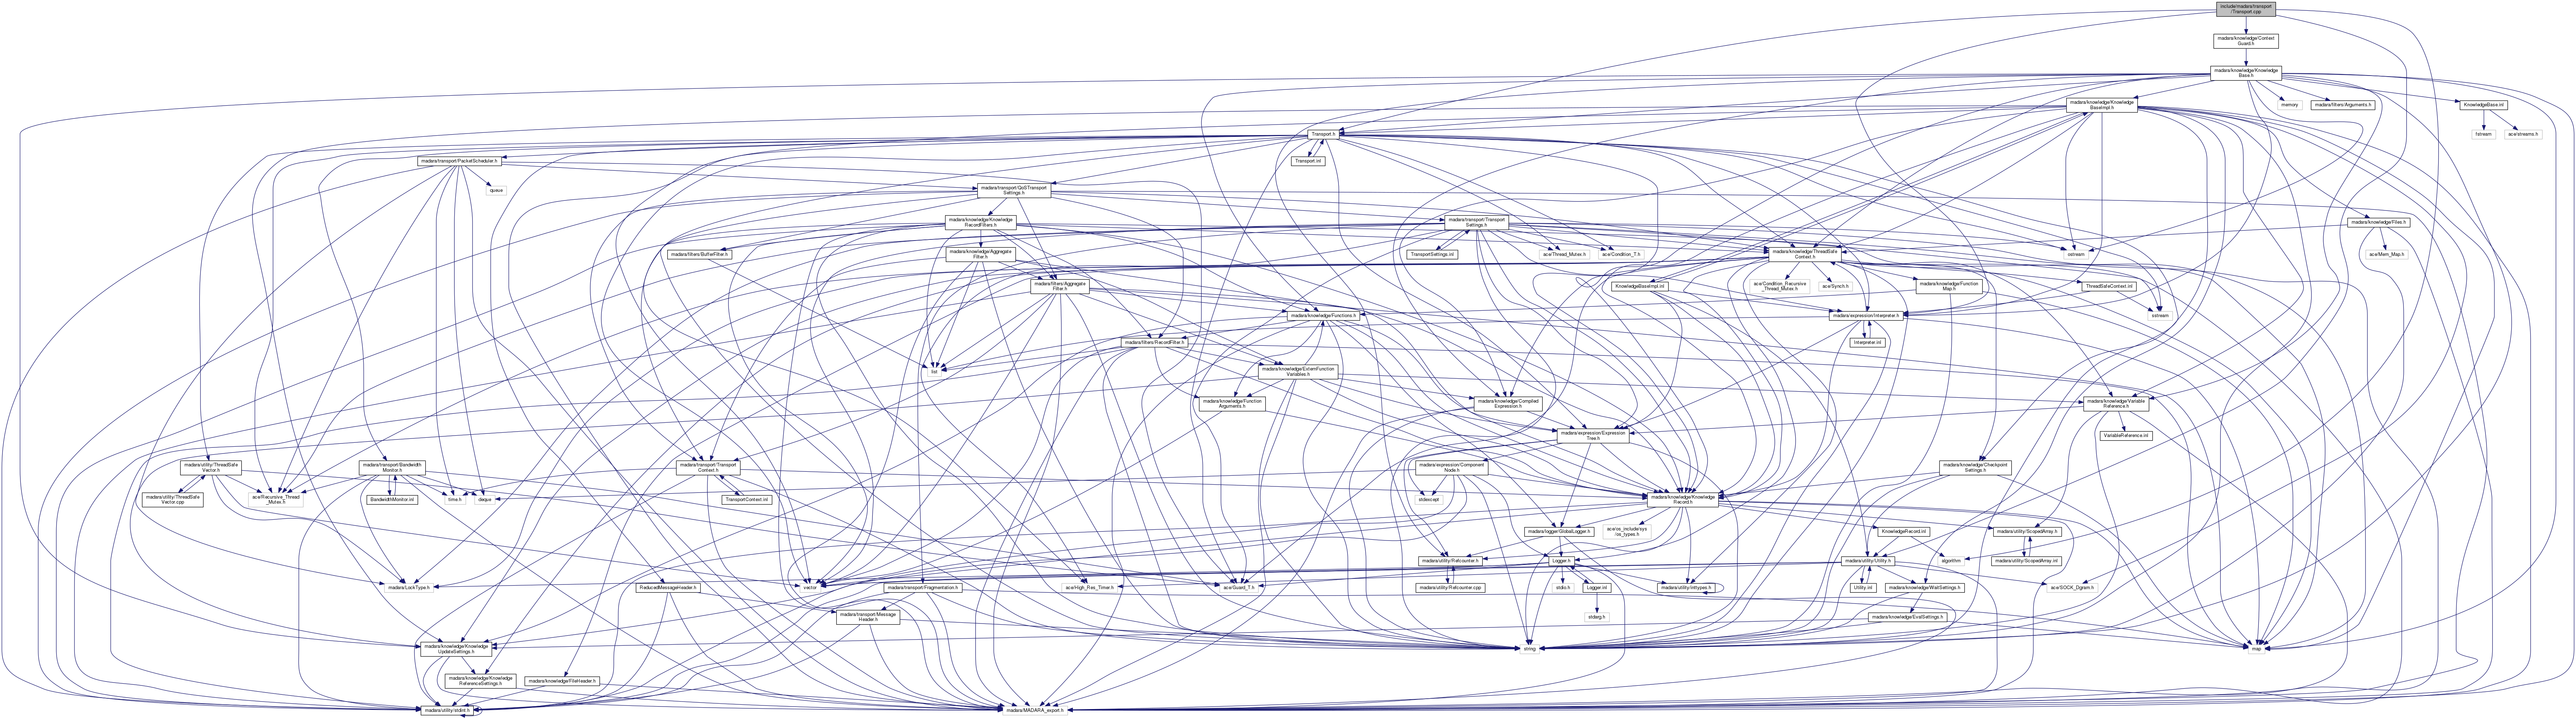 include/madara/transport
/Transport.cpp
madara/knowledge/Context
Guard.h
madara/knowledge/Knowledge
Base.h
madara/knowledge/Knowledge
BaseImpl.h
memory
madara/filters/Arguments.h
KnowledgeBase.inl
Transport.h
fstream
ace/streams.h
madara/transport/PacketScheduler.h
Transport.inl
queue
madara/transport/QoSTransport
Settings.h
madara/knowledge/Knowledge
RecordFilters.h
madara/transport/Transport
Settings.h
madara/knowledge/Files.h
madara/filters/BufferFilter.h
madara/knowledge/Aggregate
Filter.h
TransportSettings.inl
ace/Thread_Mutex.h
ace/Condition_T.h
madara/knowledge/ThreadSafe
Context.h
ostream
ace/Mem_Map.h
madara/filters/Aggregate
Filter.h
KnowledgeBaseImpl.inl
ace/Condition_Recursive
_Thread_Mutex.h
ace/Synch.h
madara/knowledge/Function
Map.h
ThreadSafeContext.inl
madara/knowledge/Functions.h
madara/expression/Interpreter.h
sstream
madara/filters/RecordFilter.h
Interpreter.inl
list
madara/knowledge/ExternFunction
Variables.h
madara/knowledge/Function
Arguments.h
madara/knowledge/Compiled
Expression.h
madara/knowledge/Variable
Reference.h
madara/expression/Expression
Tree.h
VariableReference.inl
madara/utility/ThreadSafe
Vector.h
madara/transport/Bandwidth
Monitor.h
madara/transport/Transport
Context.h
madara/expression/Component
Node.h
madara/knowledge/Checkpoint
Settings.h
madara/utility/ThreadSafe
Vector.cpp
ace/Recursive_Thread
_Mutex.h
BandwidthMonitor.inl
time.h
deque
TransportContext.inl
stdexcept
madara/knowledge/Knowledge
Record.h
madara/logger/GlobalLogger.h
ace/os_include/sys
/os_types.h
KnowledgeRecord.inl
madara/utility/ScopedArray.h
madara/utility/Refcounter.h
Logger.h
madara/utility/Utility.h
algorithm
madara/utility/ScopedArray.inl
madara/LockType.h
ReducedMessageHeader.h
vector
madara/transport/Fragmentation.h
ace/High_Res_Timer.h
ace/Guard_T.h
madara/utility/Refcounter.cpp
stdio.h
Logger.inl
madara/utility/inttypes.h
Utility.inl
madara/knowledge/WaitSettings.h
ace/SOCK_Dgram.h
madara/transport/Message
Header.h
stdarg.h
madara/knowledge/EvalSettings.h
madara/knowledge/Knowledge
UpdateSettings.h
string
map
madara/knowledge/Knowledge
ReferenceSettings.h
madara/knowledge/FileHeader.h
madara/utility/stdint.h
madara/MADARA_export.h